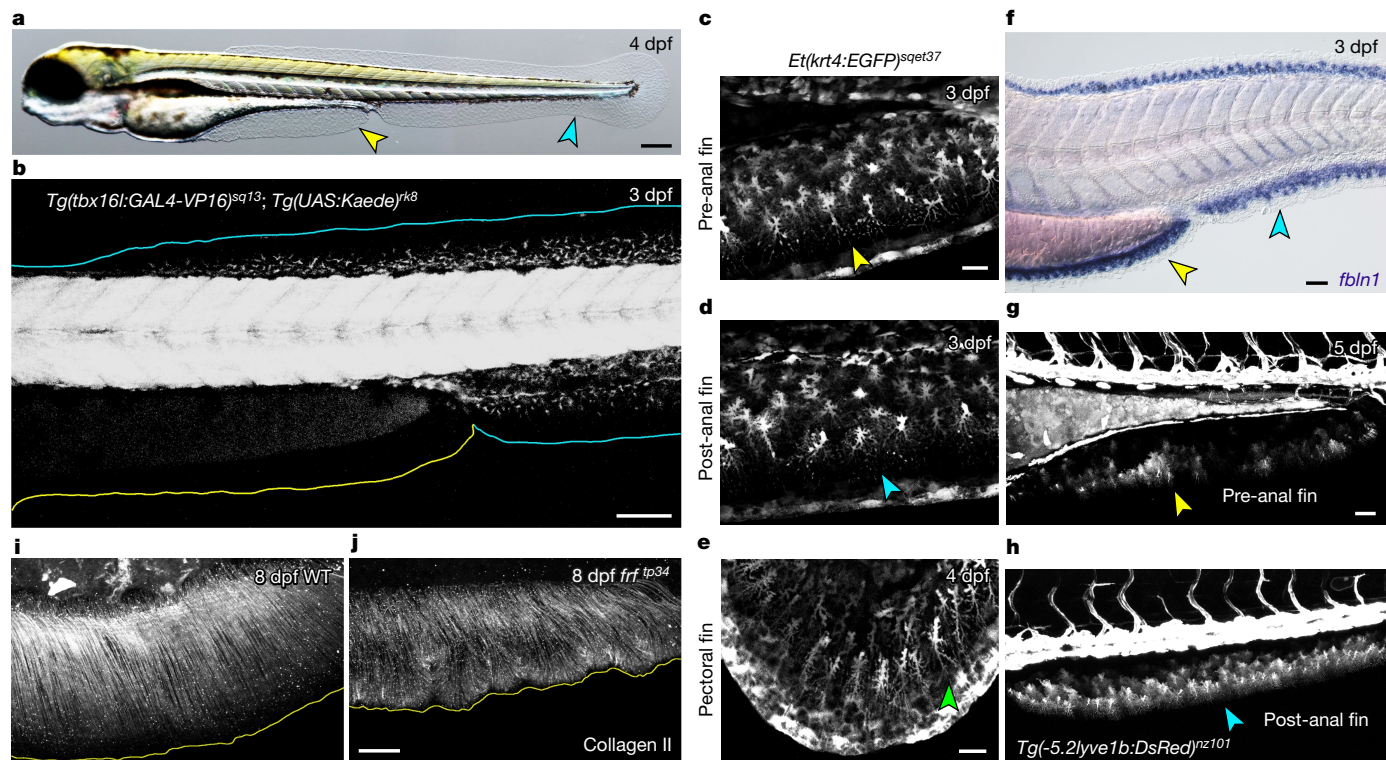 a
4 dpf
b
Tg(tbx16l:GAL4-VP16)sq13; Tg(UAS:Kaede)rk8
3 dpf
c
Et(krt4:EGFP)sqet37
3 dpf
Pre-anal fin
d
3 dpf
Post-anal fin
e
4 dpf
Pectoral fin
f
3 dpf
fbln1
g
5 dpf
Pre-anal fin
h
Post-anal fin
Tg(-5.2lyve1b:DsRed)nz101
i
8 dpf WT
j
8 dpf frf tp34
Collagen II